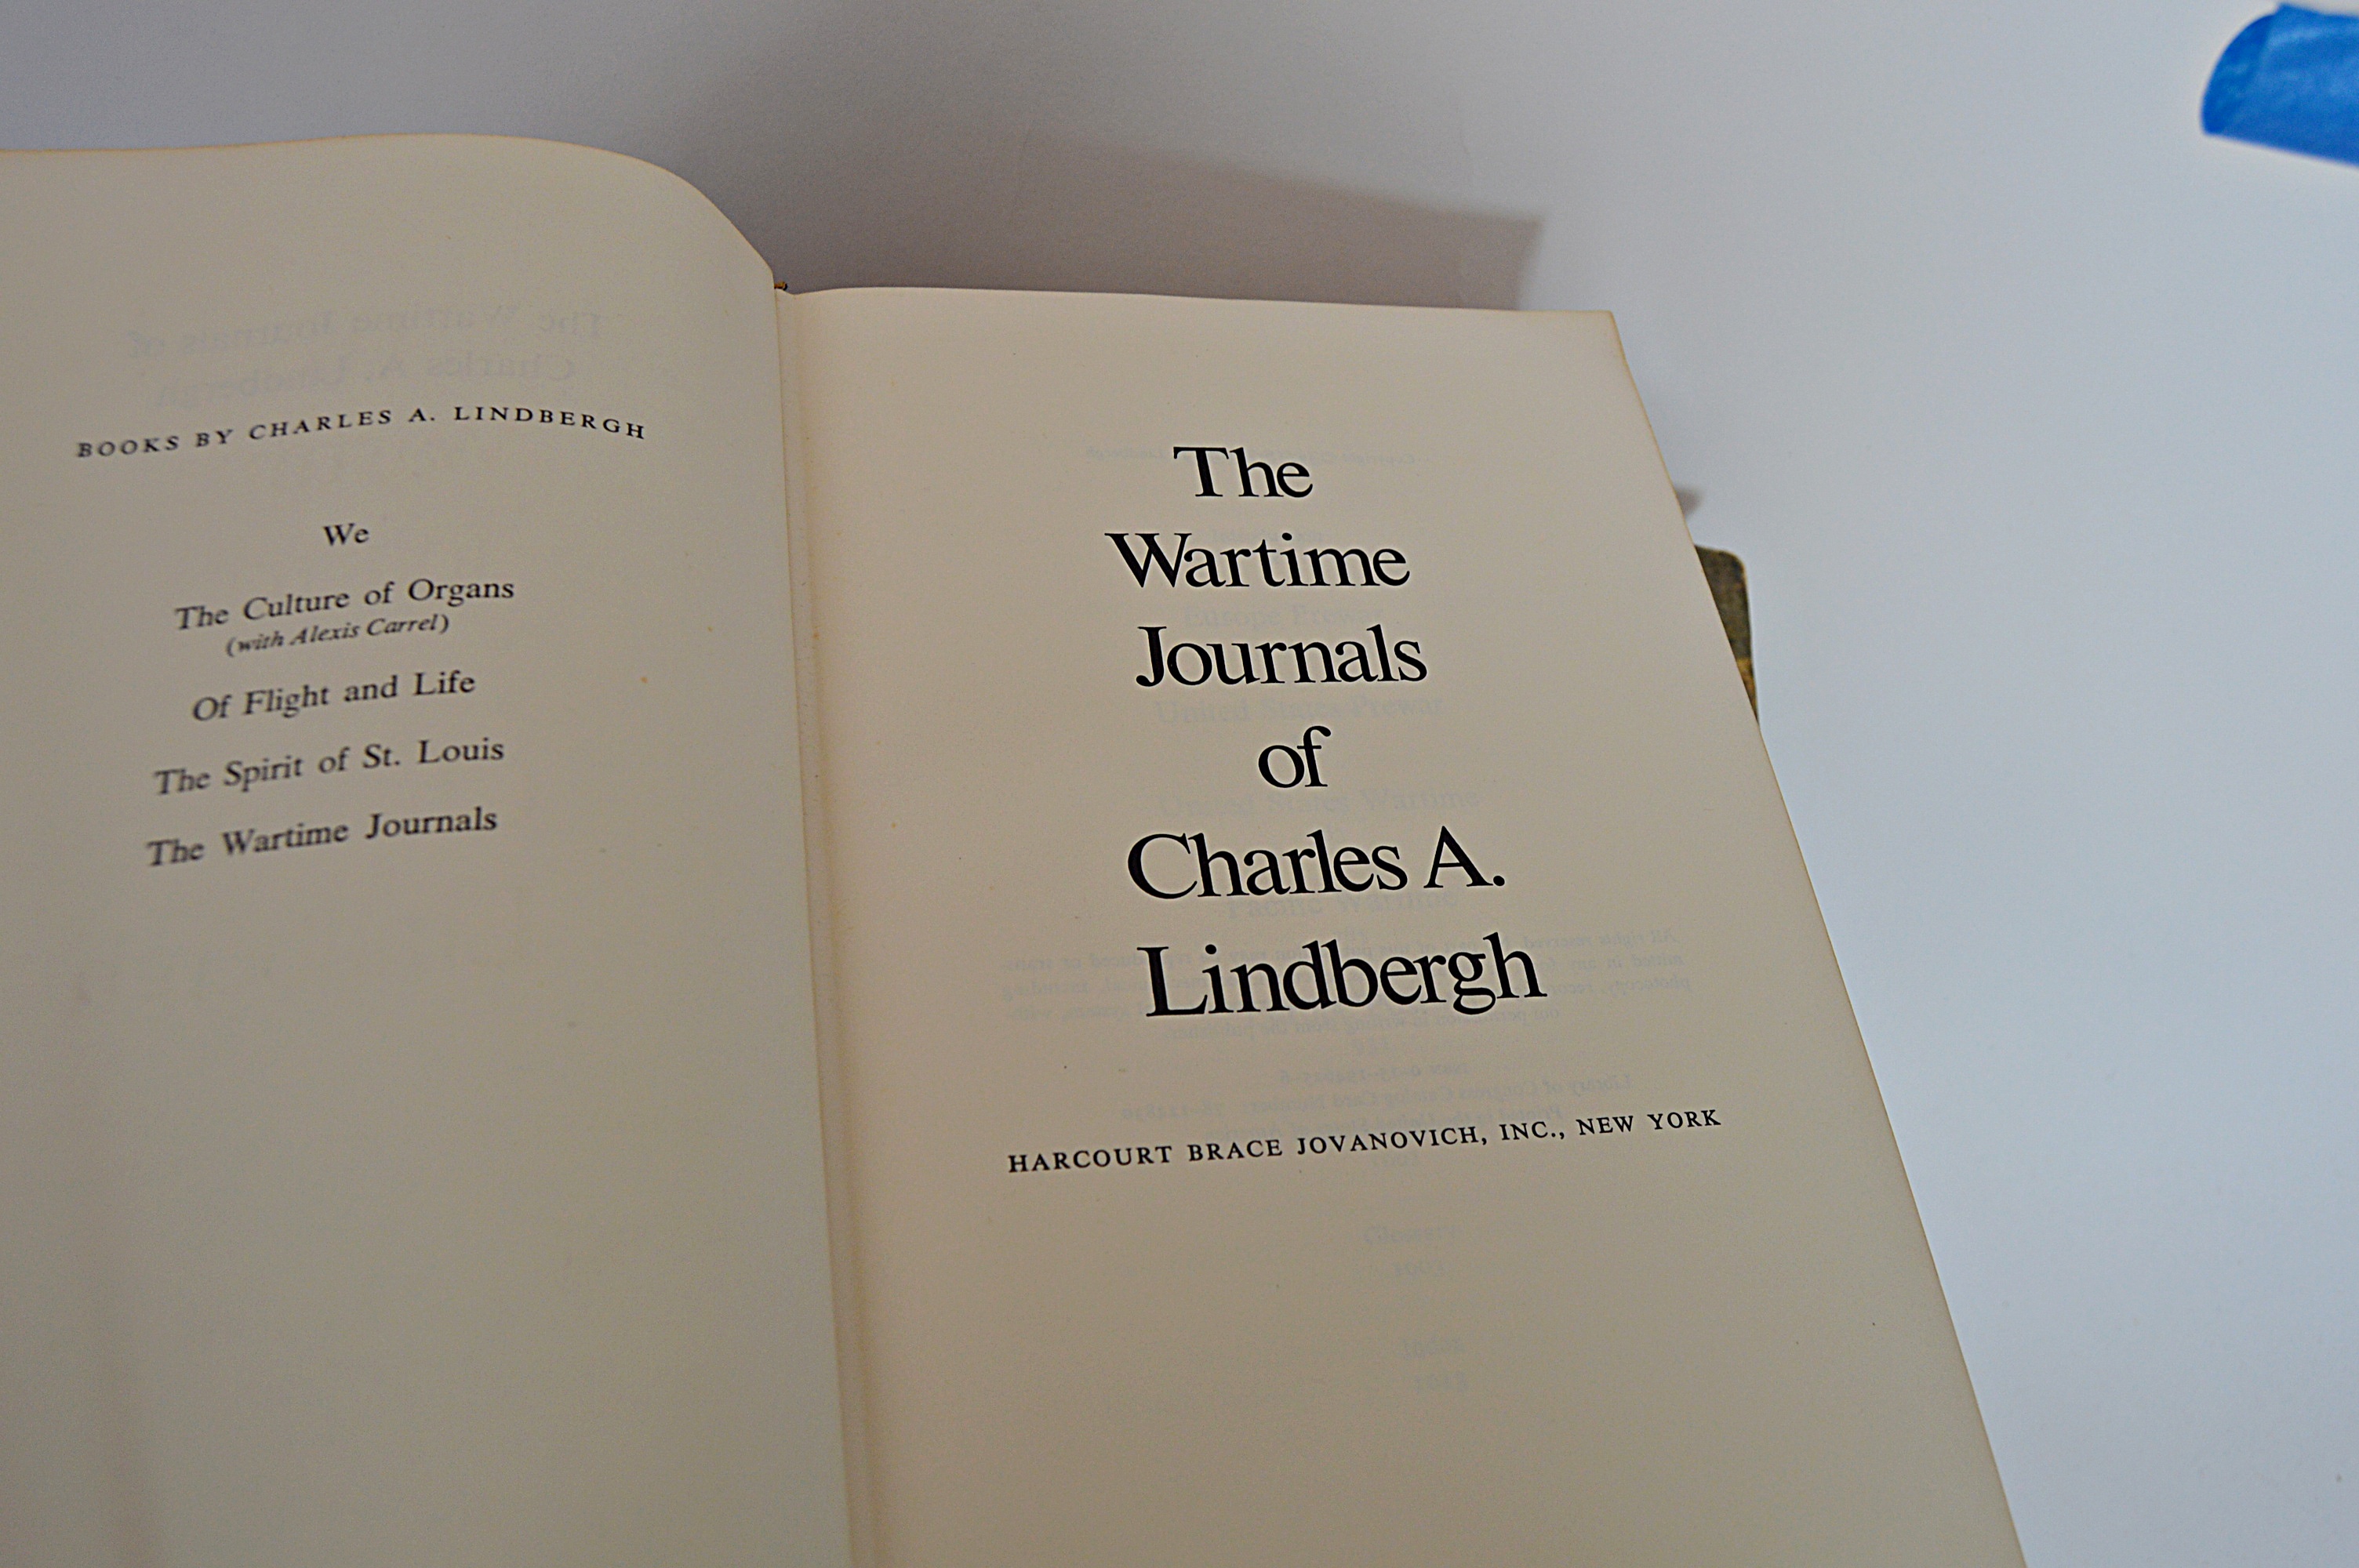 BOOKS BY CHARLES A. LINDBERGH
We
The Culture of Organs
(with Alexis Carrel)
Of Flight and Life
The Spirit of St. Louis
The Wartime Journals
The
Wartime
Journals
of
Charles A.
Lindbergh
HARCOURT BRACE JOVANOVICH, INC., NEW YORK